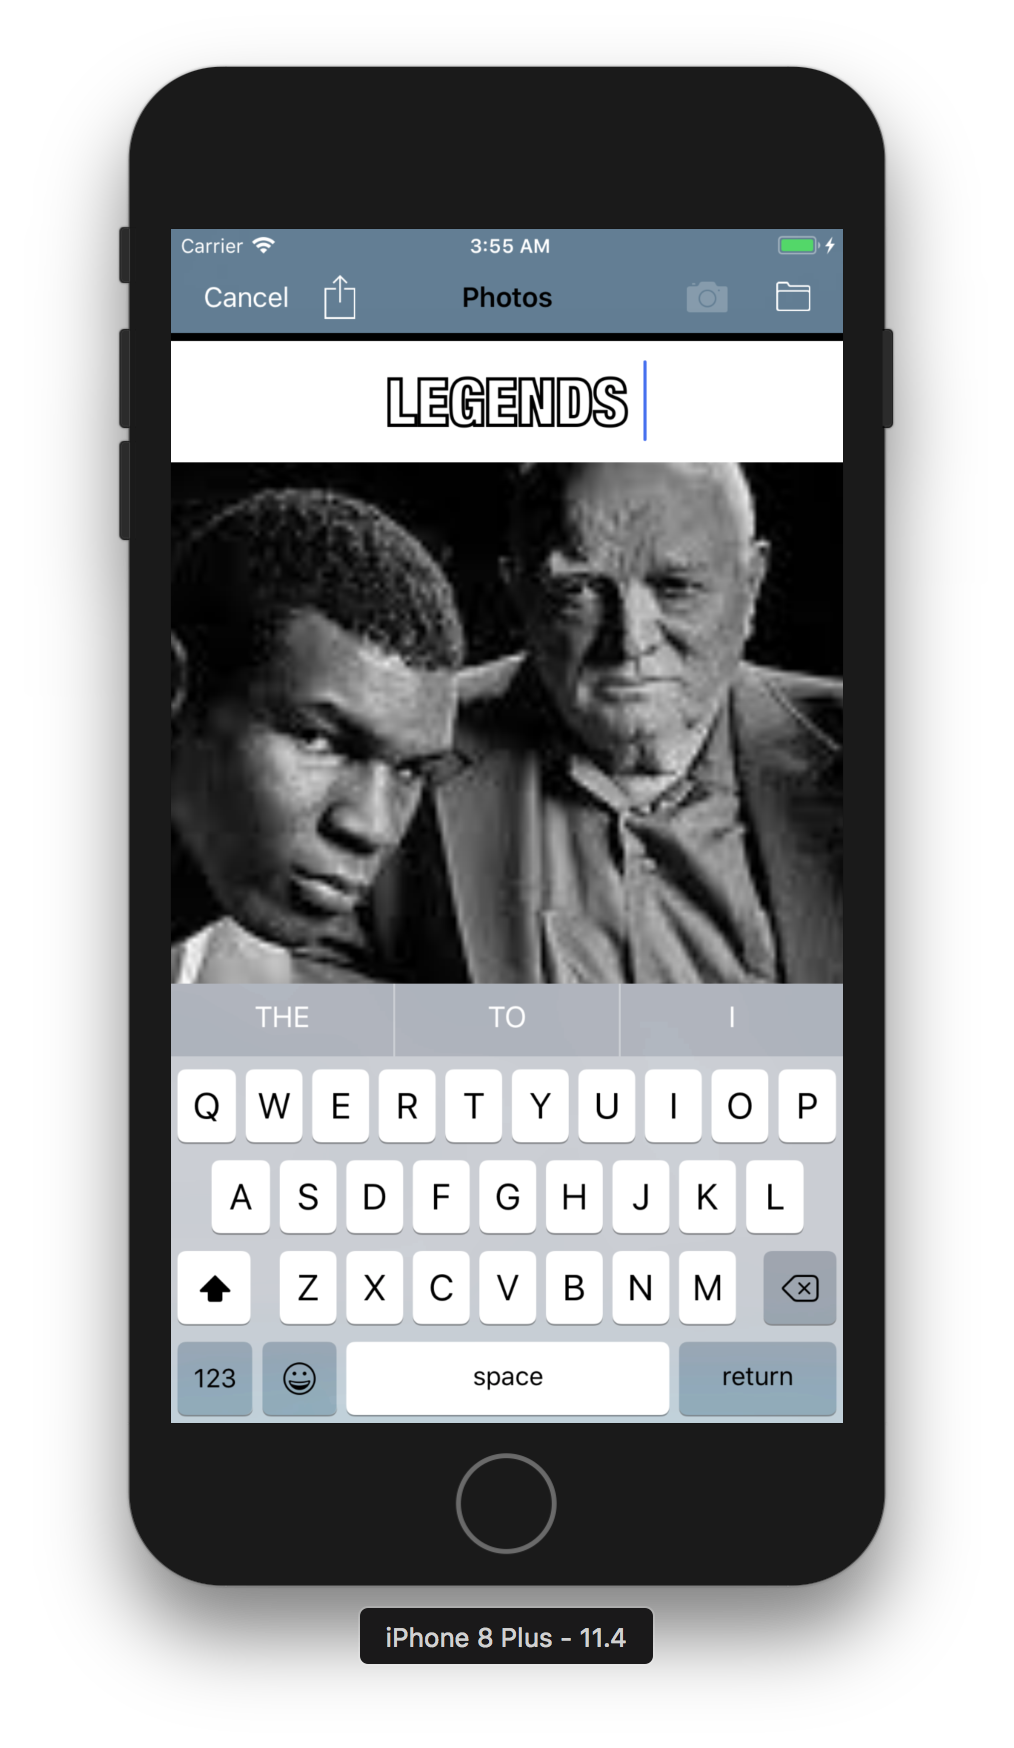 Carrier 3:55 AM
Cancel Photos
LEGENDS
THE TO I
Q W E R T Y U I O P
A S D F G H J K L
Z X C V B N M
123 space return
iPhone 8 Plus - 11.4